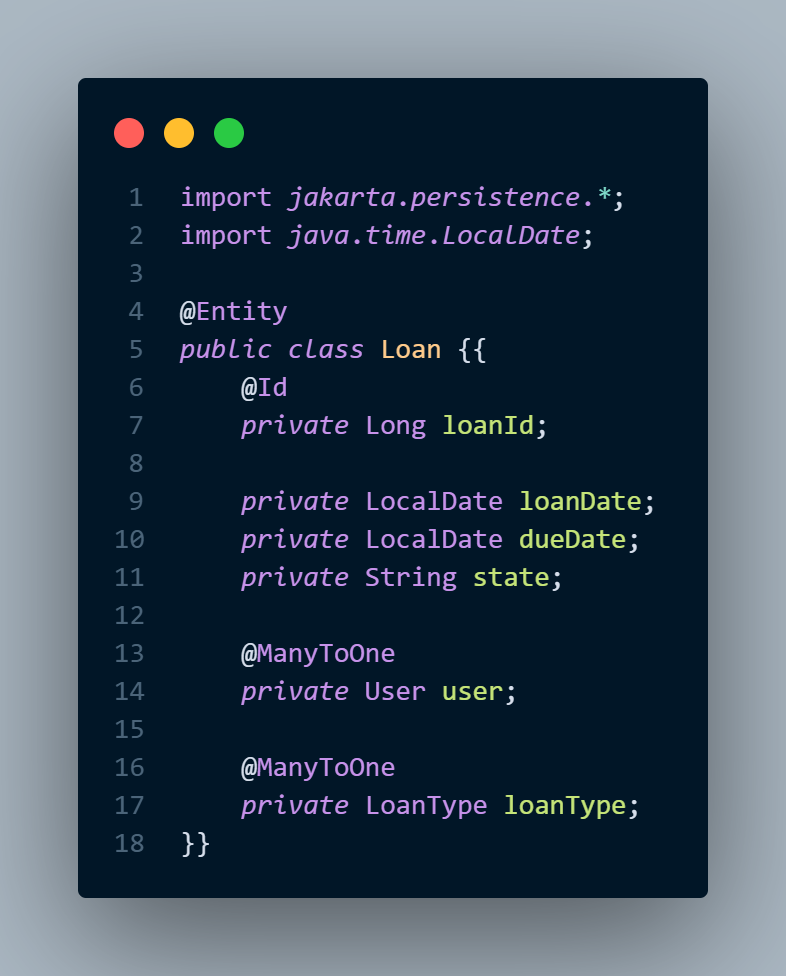 1 import jakarta.persistence.*;
2 import java.time.LocalDate;
3
4 @Entity
5 public class Loan {{
6     @Id
7     private Long loanId;
8
9     private LocalDate loanDate;
10     private LocalDate dueDate;
11     private String state;
12
13     @ManyToOne
14     private User user;
15
16     @ManyToOne
17     private LoanType loanType;
18 }}